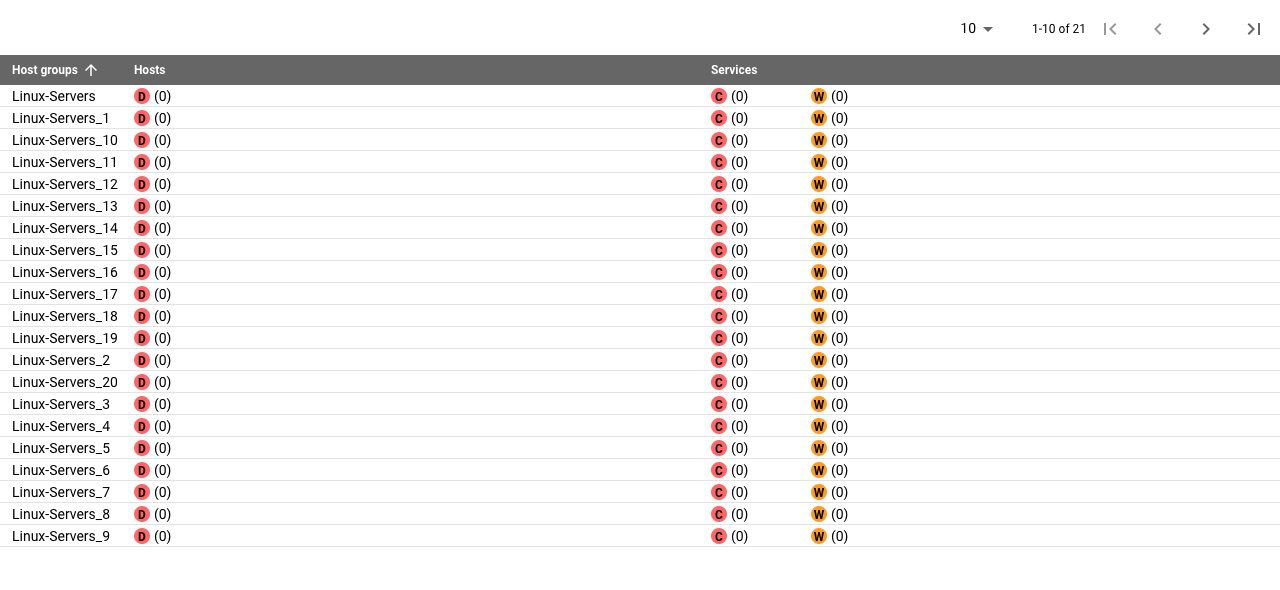 10 1-10 of 21
Host groups Hosts Services
Linux-Servers D (0) C (0) W (0)
Linux-Servers_1 D (0) C (0) W (0)
Linux-Servers_10 D (0) C (0) W (0)
Linux-Servers_11 D (0) C (0) W (0)
Linux-Servers_12 D (0) C (0) W (0)
Linux-Servers_13 D (0) C (0) W (0)
Linux-Servers_14 D (0) C (0) W (0)
Linux-Servers_15 D (0) C (0) W (0)
Linux-Servers_16 D (0) C (0) W (0)
Linux-Servers_17 D (0) C (0) W (0)
Linux-Servers_18 D (0) C (0) W (0)
Linux-Servers_19 D (0) C (0) W (0)
Linux-Servers_2 D (0) C (0) W (0)
Linux-Servers_20 D (0) C (0) W (0)
Linux-Servers_3 D (0) C (0) W (0)
Linux-Servers_4 D (0) C (0) W (0)
Linux-Servers_5 D (0) C (0) W (0)
Linux-Servers_6 D (0) C (0) W (0)
Linux-Servers_7 D (0) C (0) W (0)
Linux-Servers_8 D (0) C (0) W (0)
Linux-Servers_9 D (0) C (0) W (0)